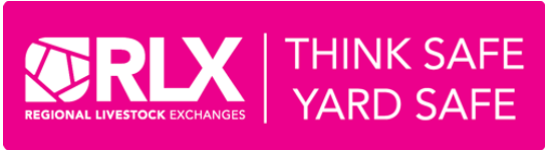 RLX
REGIONAL LIVESTOCK EXCHANGES
THINK SAFE
YARD SAFE